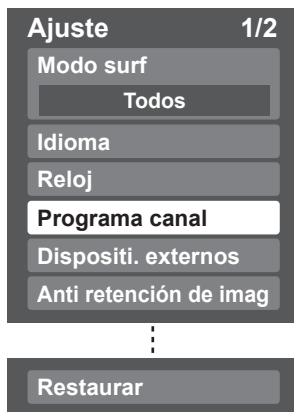 Ajuste 1/2
Modo surf
Todos
Idioma
Reloj
Programa canal
Dispositi. externos
Anti retención de imag
Restaurar